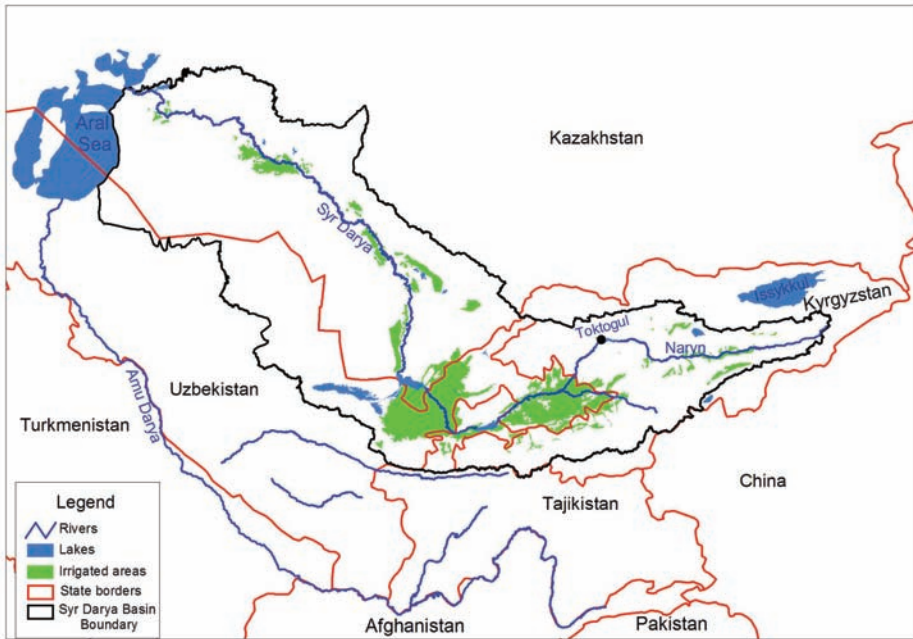 Aral
Sea
Kazakhstan
Syr Darya
Issykkul
Kyrgyzstan
Toktogul
Naryn
Uzbekistan
Amu Darya
Turkmenistan
China
Tajikistan
Afghanistan
Pakistan
Legend
Rivers
Lakes
Irrigated areas
State borders
Syr Darya Basin
Boundary